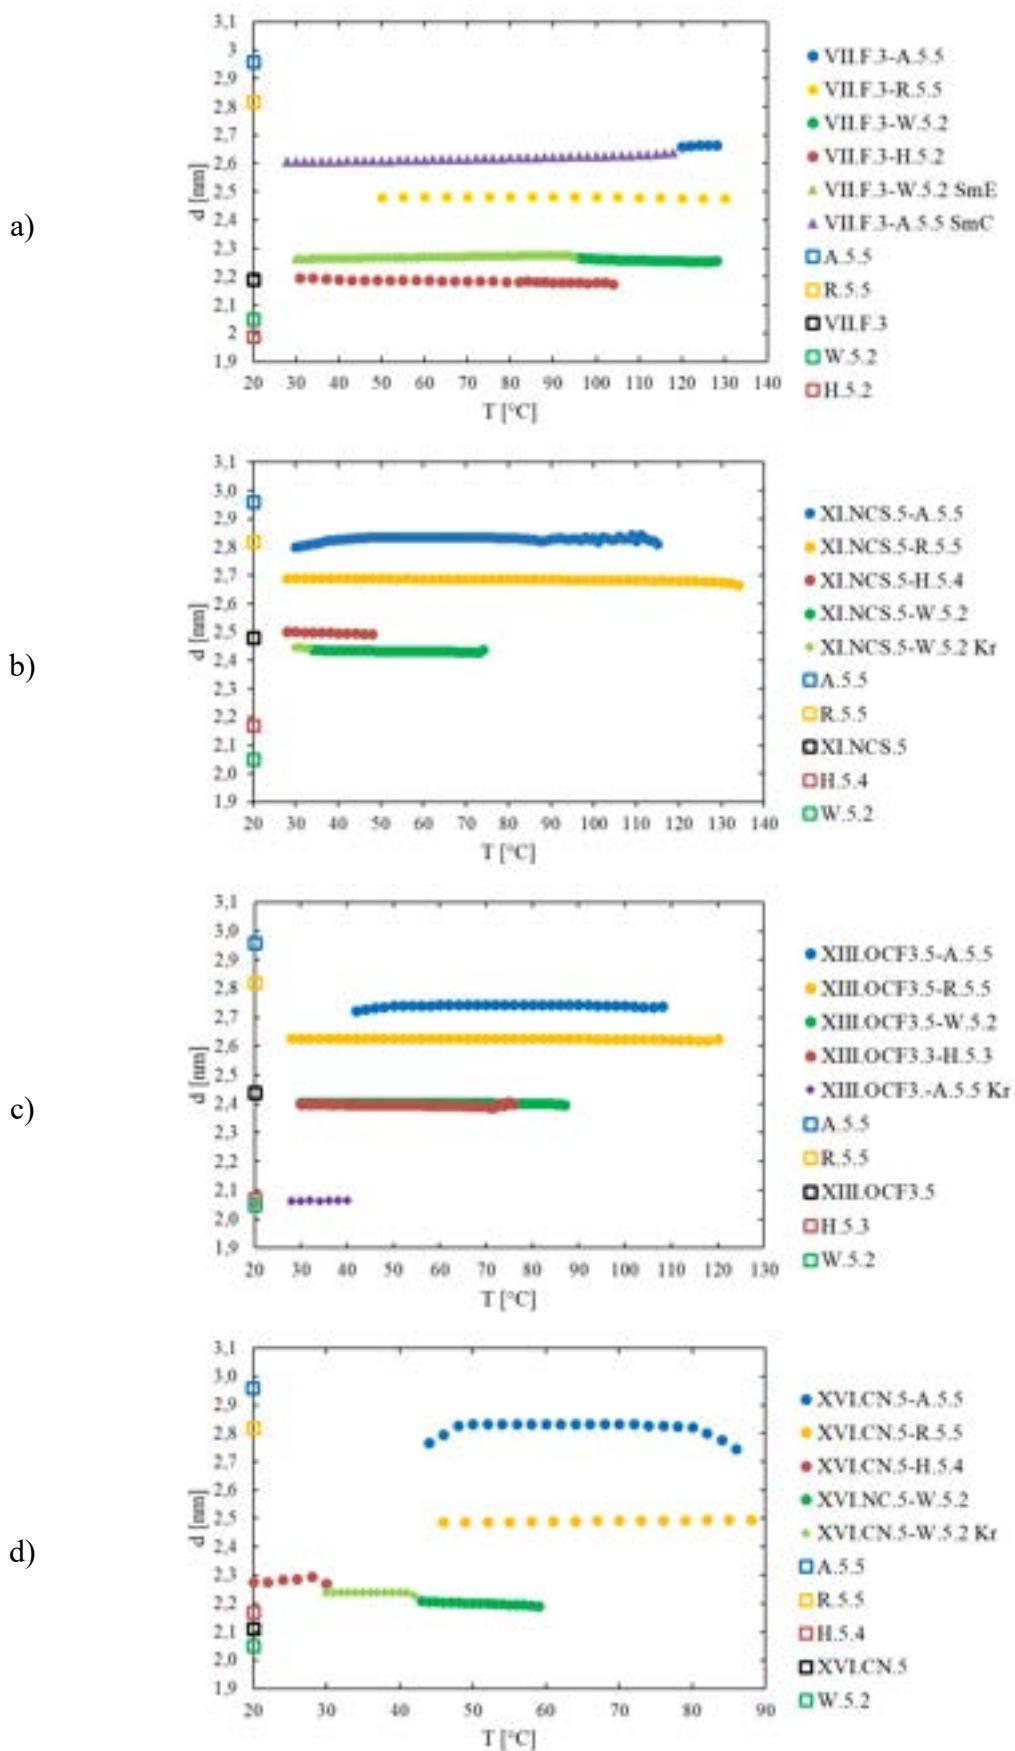 a)
3,1
3
2,9
2,8
2,7
2,6
2,5
2,4
2,3
2,2
2,1
2
1,9
d [nm]
20 30 40 50 60 70 80 90 100 110 120 130 140
T [°C]
VII.F.3-A.5.5
VII.F.3-R.5.5
VII.F.3-W.5.2
VII.F.3-H.5.2
VII.F.3-W.5.2 SmE
VII.F.3-A.5.5 SmC
A.5.5
R.5.5
VII.F.3
W.5.2
H.5.2
b)
3,1
3,0
2,9
2,8
2,7
2,6
2,5
2,4
2,3
2,2
2,1
2,0
1,9
d [nm]
20 30 40 50 60 70 80 90 100 110 120 130 140
T [°C]
XI.NCS.5-A.5.5
XI.NCS.5-R.5.5
XI.NCS.5-H.5.4
XI.NCS.5-W.5.2
XI.NCS.5-W.5.2 Kr
A.5.5
R.5.5
XI.NCS.5
H.5.4
W.5.2
c)
3,1
3,0
2,9
2,8
2,7
2,6
2,5
2,4
2,3
2,2
2,1
2,0
1,9
d [nm]
20 30 40 50 60 70 80 90 100 110 120 130
T [°C]
XIII.OCF3.5-A.5.5
XIII.OCF3.5-R.5.5
XIII.OCF3.5-W.5.2
XIII.OCF3.3-H.5.3
XIII.OCF3.-A.5.5 Kr
A.5.5
R.5.5
XIII.OCF3.5
H.5.3
W.5.2
d)
3,1
3,0
2,9
2,8
2,7
2,6
2,5
2,4
2,3
2,2
2,1
2,0
1,9
d [nm]
20 30 40 50 60 70 80 90
T [°C]
XVI.CN.5-A.5.5
XVI.CN.5-R.5.5
XVI.CN.5-H.5.4
XVI.NC.5-W.5.2
XVI.CN.5-W.5.2 Kr
A.5.5
R.5.5
H.5.4
XVI.CN.5
W.5.2